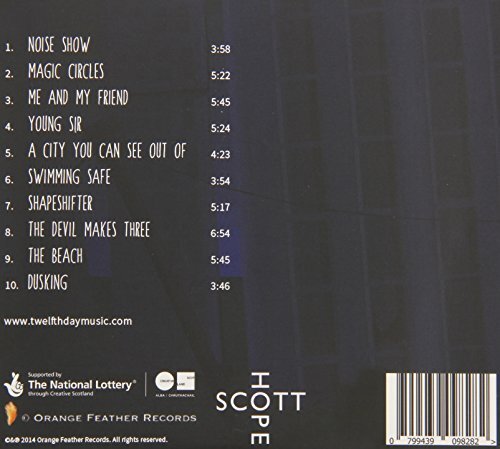 1. NOISE SHOW 3:58
2. MAGIC CIRCLES 5:22
3. ME AND MY FRIEND 5:45
4. YOUNG SIR 5:24
5. A CITY YOU CAN SEE OUT OF 4:23
6. SWIMMING SAFE 3:54
7. SHAPESHIFTER 5:17
8. THE DEVIL MAKES THREE 6:54
9. THE BEACH 5:45
10. DUSKING 3:46
www.twelfthdaymusic.com
Supported by
The National Lottery®
through Creative Scotland
ALBA | CHRUTHACHAIL
HOPE
SCOTT
© ORANGE FEATHER RECORDS
©&℗ 2014 Orange Feather Records. All rights reserved.
0 799439 098282 >